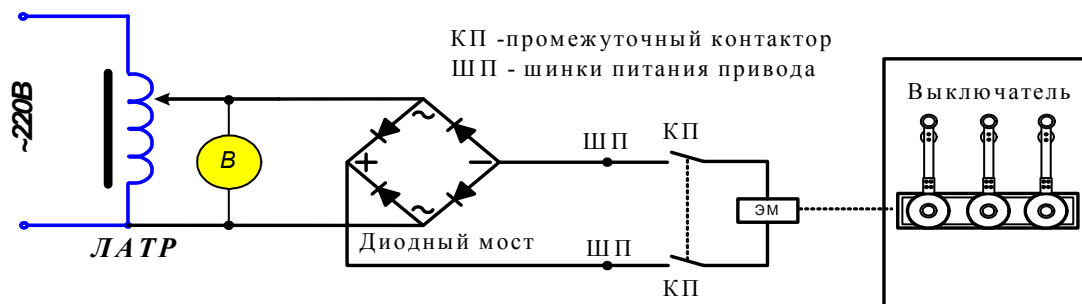 КП -промежуточный контактор
ШП - шинки питания привода
~220В
В
ЛАТР
~
+
–
~
Диодный мост
ШП
КП
ШП
КП
ЭМ
Выключатель